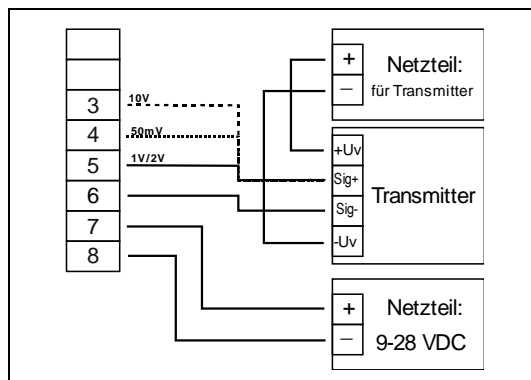 3
4
5
6
7
8
10V
50mV
1V/2V
+
−
Netzteil:
für Transmitter
+Uv
Sig+
Sig-
-Uv
Transmitter
+
−
Netzteil:
9-28 VDC